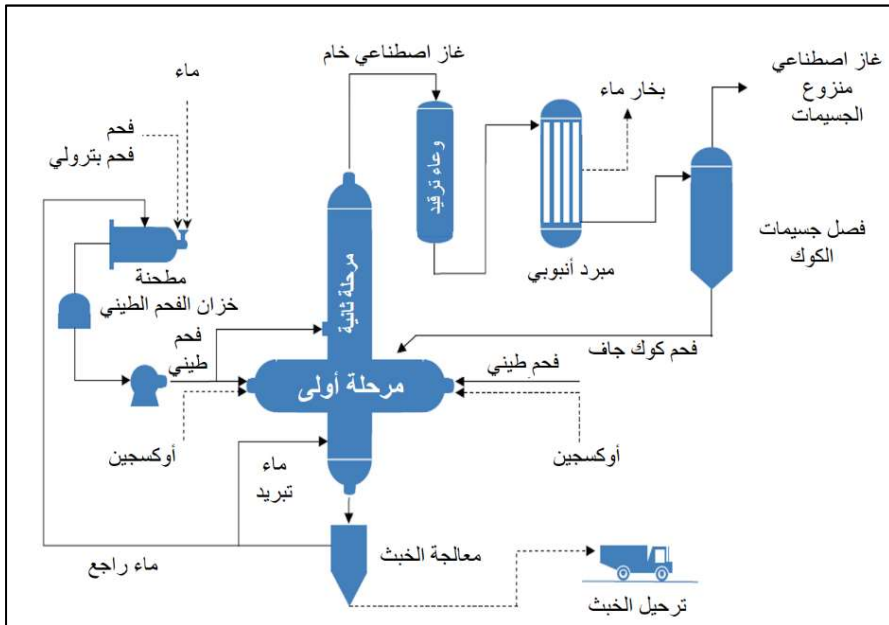 غاز اصطناعي خام
غاز اصطناعي
منزوع
الجسيمات
ماء
بخار ماء
فحم
فحم بترولي
وعاء ترقيد
مرحلة ثانية
فصل جسيمات
الكوك
مبرد أنبوبي
مطحنة
خزان الفحم الطيني
فحم
طيني
فحم كوك جاف
مرحلة أولى
فحم طيني
أوكسجين
أوكسجين
ماء
تبريد
ماء راجع
معالجة الخبث
ترحيل الخبث